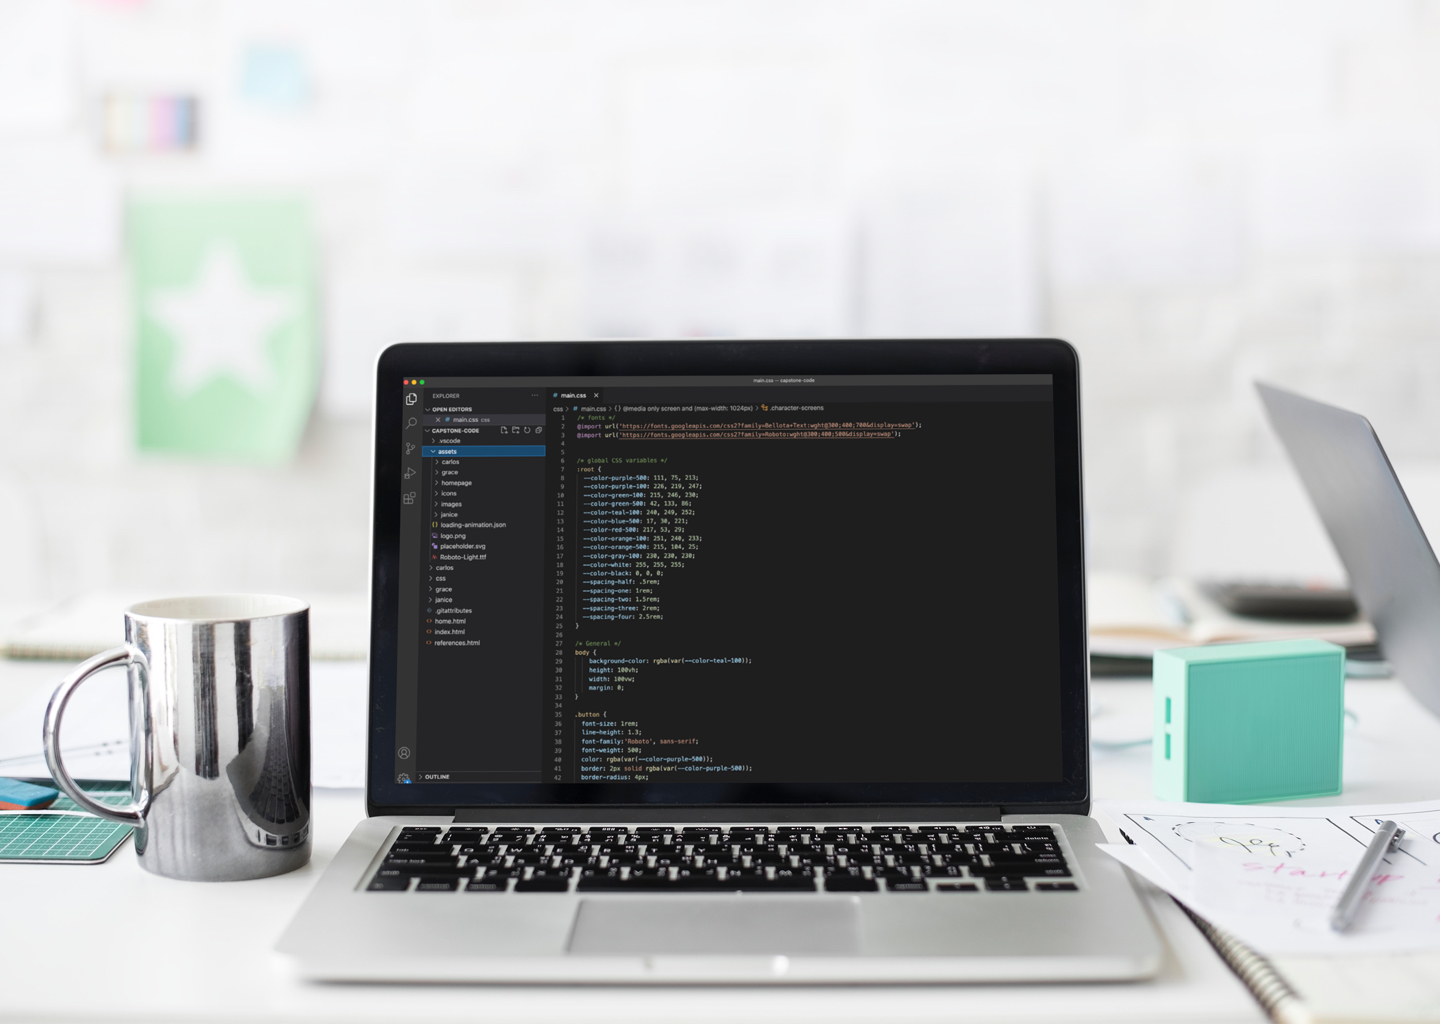 main.css — capstone-code
EXPLORER
OPEN EDITORS
main.css css
CAPSTONE-CODE
.vscode
assets
carlos
grace
homepage
icons
images
janice
loading-animation.json
logo.png
placeholder.svg
Roboto-Light.ttf
carlos
css
grace
janice
.gitattributes
home.html
index.html
references.html
OUTLINE
# main.css ×
css > # main.css > {} @media only screen and (max-width: 1024px) > .character-screens
1 /* fonts */
2 @import url('https://fonts.googleapis.com/css2?family=Bellota+Text:wght@300;400;700&display=swap');
3 @import url('https://fonts.googleapis.com/css2?family=Roboto:wght@300;400;500&display=swap');
4
5
6 /* global CSS variables */
7 :root {
8 --color-purple-500: 111, 75, 213;
9 --color-purple-100: 226, 219, 247;
10 --color-green-100: 215, 246, 230;
11 --color-green-500: 42, 133, 86;
12 --color-teal-100: 240, 249, 252;
13 --color-blue-500: 17, 30, 221;
14 --color-red-500: 217, 53, 29;
15 --color-orange-100: 251, 240, 233;
16 --color-orange-500: 215, 104, 25;
17 --color-gray-100: 230, 230, 230;
18 --color-white: 255, 255, 255;
19 --color-black: 0, 0, 0;
20 --spacing-half: .5rem;
21 --spacing-one: 1rem;
22 --spacing-two: 1.5rem;
23 --spacing-three: 2rem;
24 --spacing-four: 2.5rem;
25 }
26
27 /* General */
28 body {
29 background-color: rgba(var(--color-teal-100));
30 height: 100vh;
31 width: 100vw;
32 margin: 0;
33 }
34
35 .button {
36 font-size: 1rem;
37 line-height: 1.3;
38 font-family:"Roboto", sans-serif;
39 font-weight: 500;
40 color: rgba(var(--color-purple-500));
41 border: 2px solid rgba(var(--color-purple-500));
42 border-radius: 4px;
startup